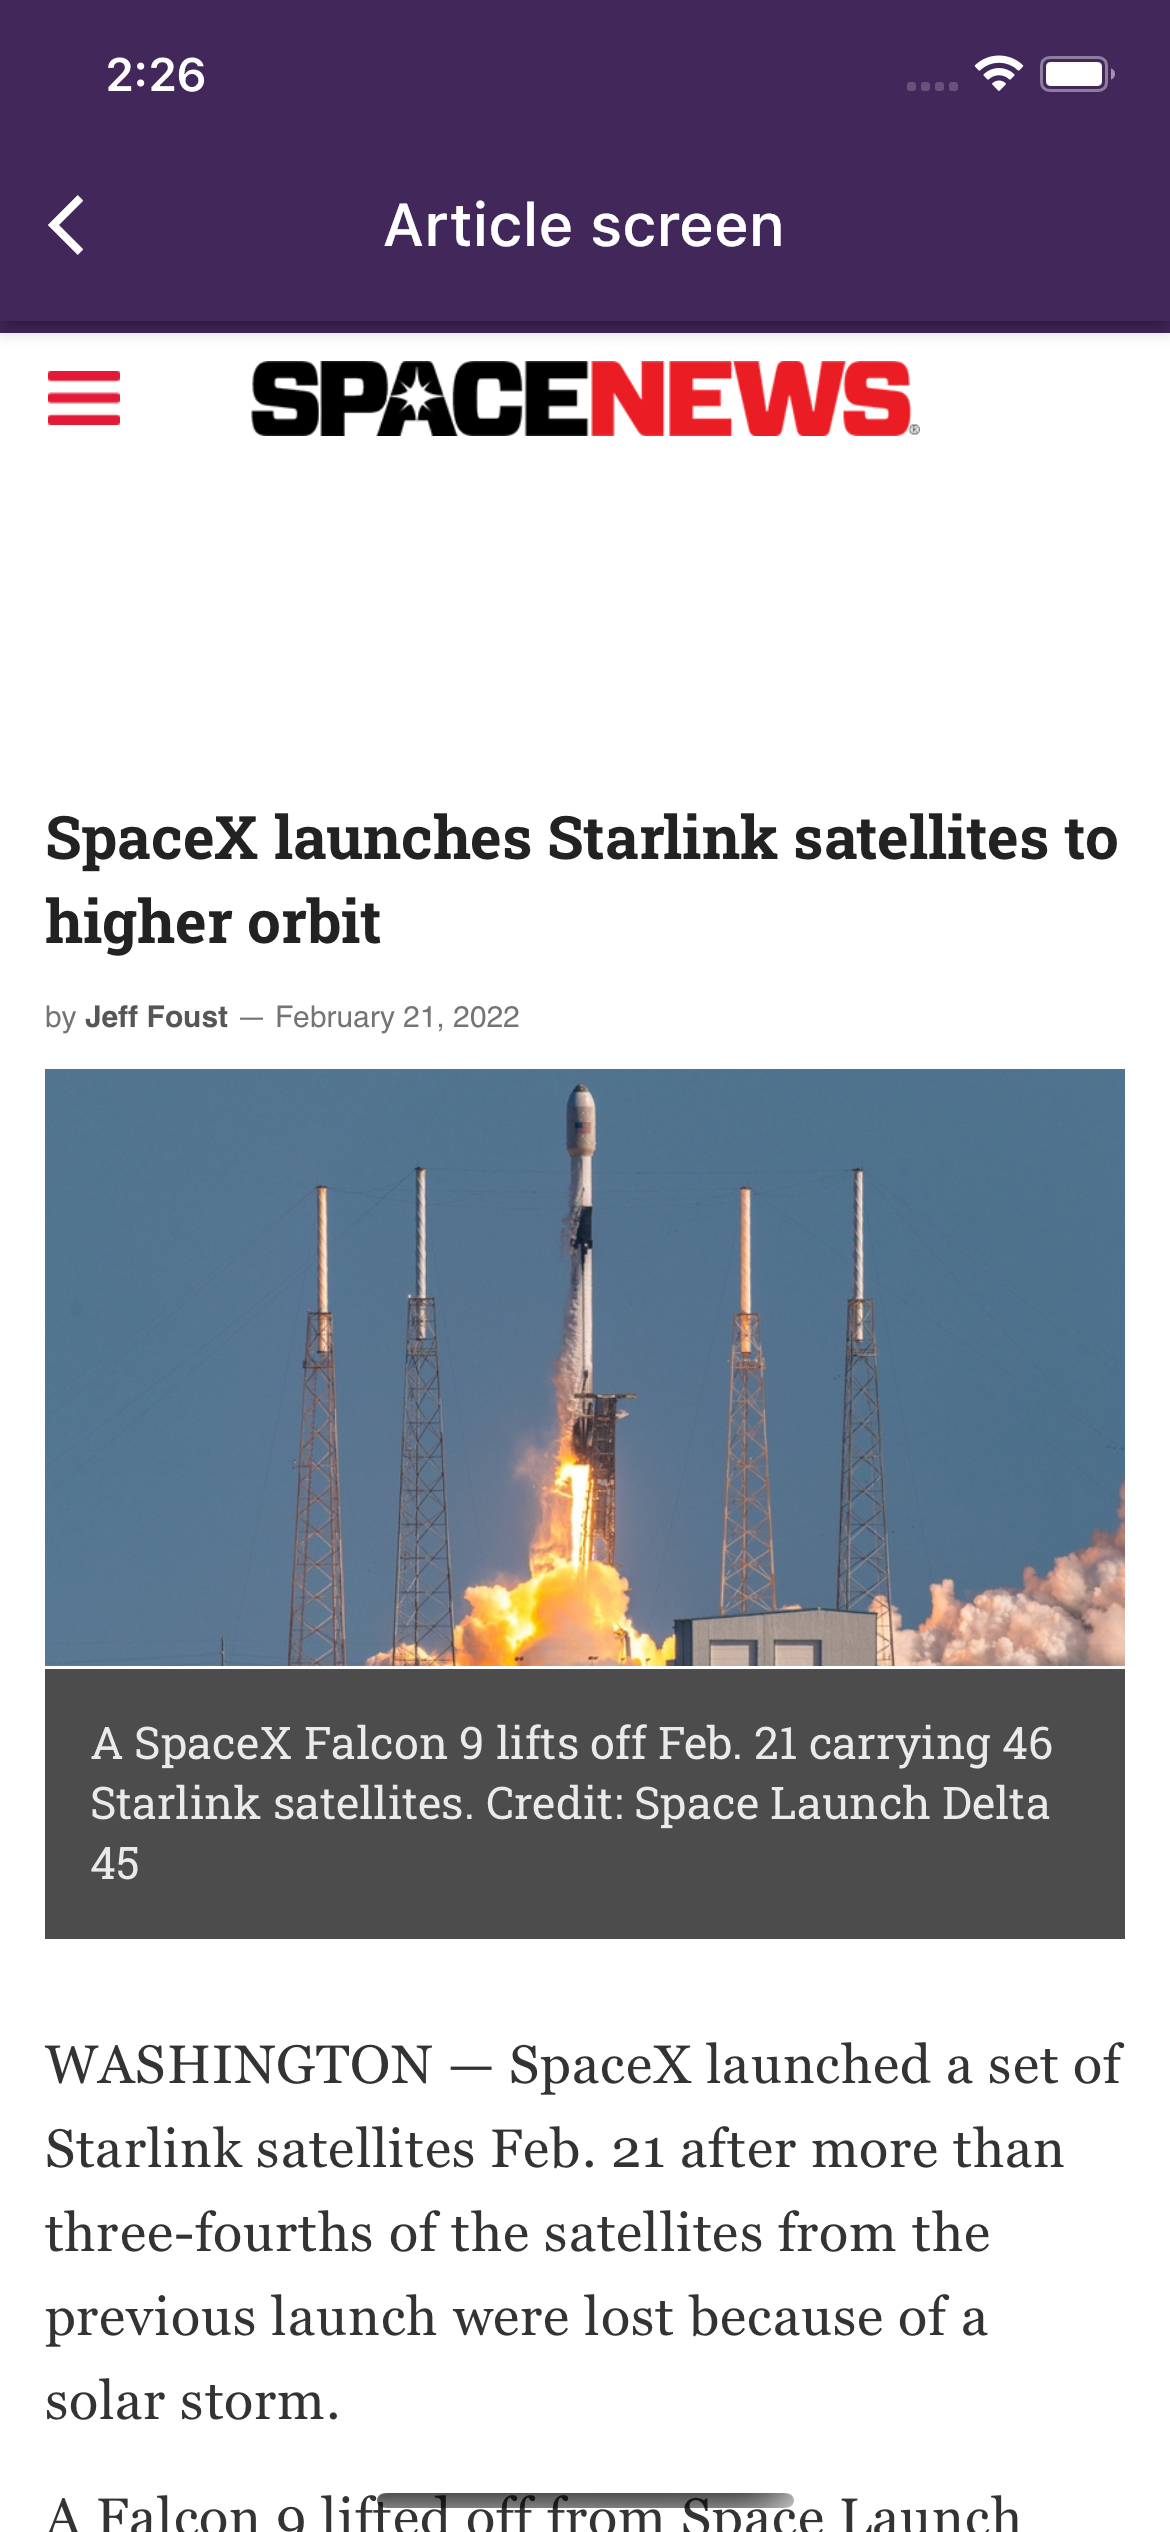 2:26
Article screen
SPACENEWS®
SpaceX launches Starlink satellites to
higher orbit
by Jeff Foust — February 21, 2022
A SpaceX Falcon 9 lifts off Feb. 21 carrying 46
Starlink satellites. Credit: Space Launch Delta
45
WASHINGTON — SpaceX launched a set of
Starlink satellites Feb. 21 after more than
three-fourths of the satellites from the
previous launch were lost because of a
solar storm.
A Falcon 9 lifted off from Space Launch